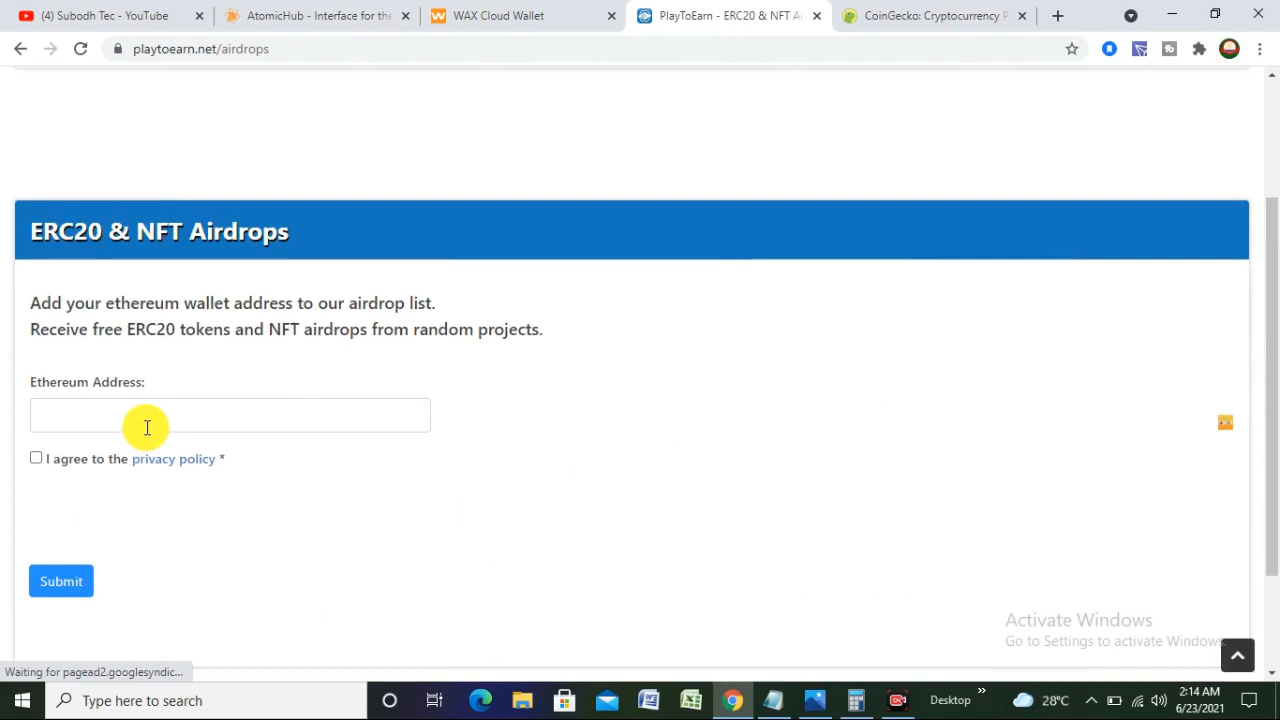 (4) Subodh Tec - YouTube
AtomicHub - Interface for the
WAX Cloud Wallet
PlayToEarn - ERC20 & NFT Ai
CoinGecko: Cryptocurrency P
playtoearn.net/airdrops
ERC20 & NFT Airdrops
Add your ethereum wallet address to our airdrop list.
Receive free ERC20 tokens and NFT airdrops from random projects.
Ethereum Address:
I agree to the privacy policy *
Submit
Activate Windows
Go to Settings to activate Windows.
Waiting for pagead2.googlesyndic...
Type here to search
Desktop
28°C
2:14 AM
6/23/2021